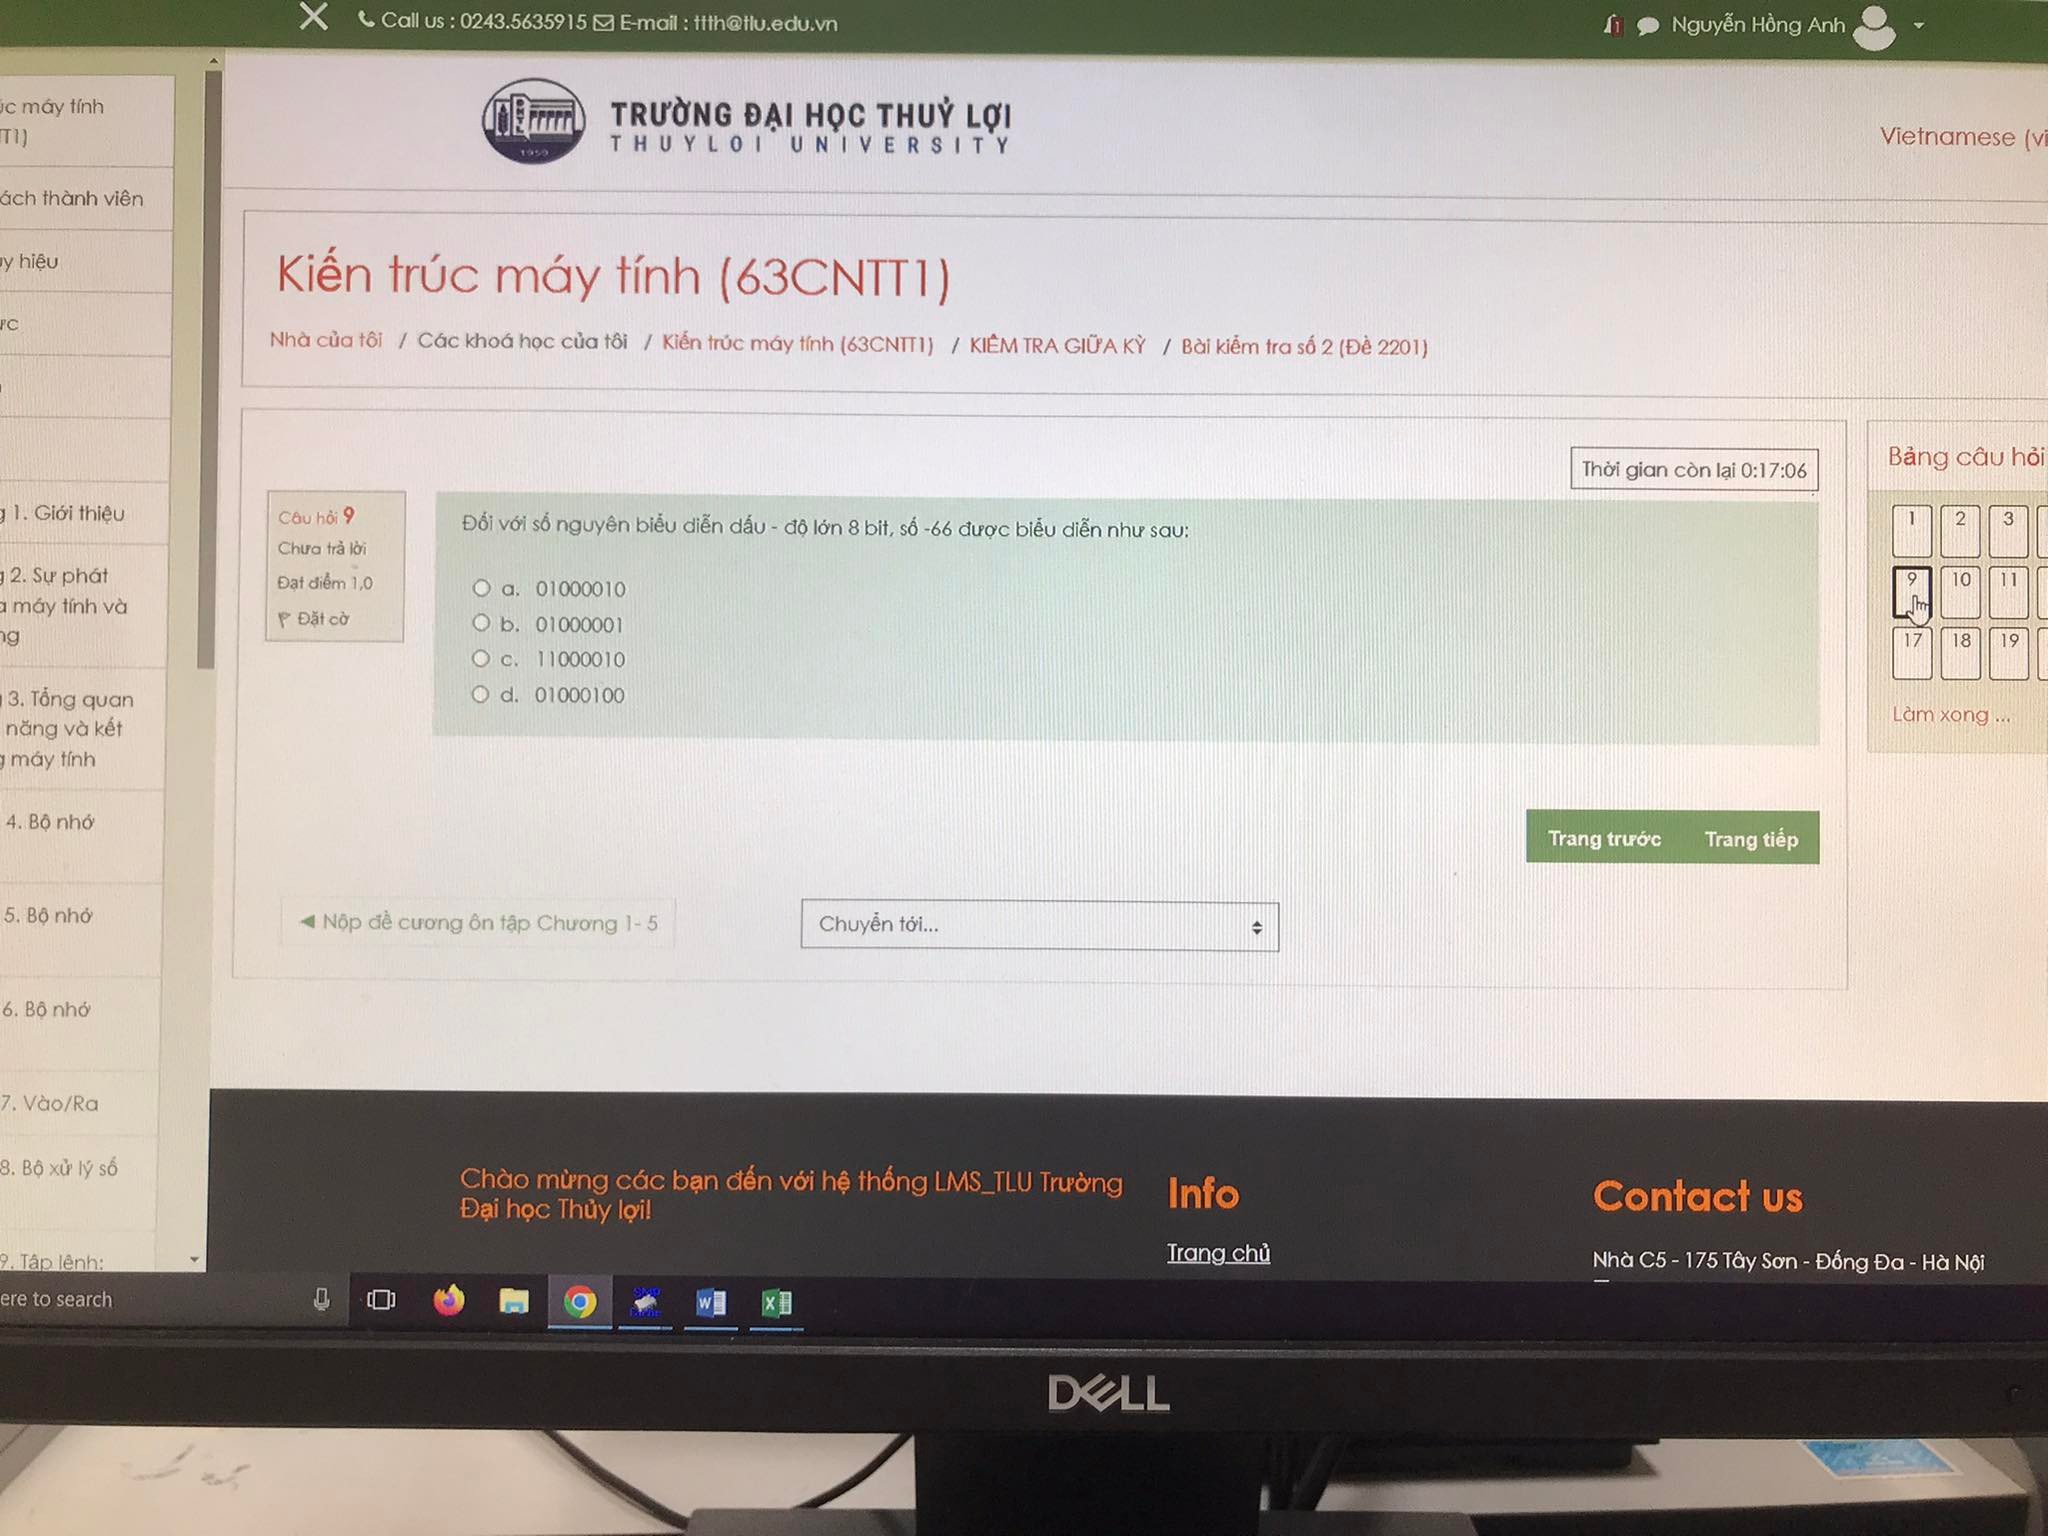 Call us : 0243.5635915 E-mail : ttth@tlu.edu.vn
1 Nguyễn Hồng Anh
TRƯỜNG ĐẠI HỌC THUỶ LỢI
THUYLOI UNIVERSITY
1959
Vietnamese (vi
máy tính
ách thành viên
hiệu
1. Giới thiệu
2. Sự phát
máy tính và
3. Tổng quan
năng và kết
máy tính
4. Bộ nhớ
5. Bộ nhớ
6. Bộ nhớ
7. Vào/Ra
8. Bộ xử lý số
9. Tập lệnh:
Kiến trúc máy tính (63CNTT1)
Nhà của tôi / Các khoá học của tôi / Kiến trúc máy tính (63CNTT1) / KIỂM TRA GIỮA KỲ / Bài kiểm tra số 2 (Đề 2201)
Thời gian còn lại 0:17:06
Câu hỏi 9
Chưa trả lời
Đạt điểm 1,0
Đặt cờ
Đối với số nguyên biểu diễn dấu - độ lớn 8 bit, số -66 được biểu diễn như sau:
a. 01000010
b. 01000001
c. 11000010
d. 01000100
Bảng câu hỏi
1 2 3
9 10 11
17 18 19
Làm xong ...
Trang trước Trang tiếp
◄ Nộp đề cương ôn tập Chương 1- 5
Chuyển tới...
Chào mừng các bạn đến với hệ thống LMS_TLU Trường
Đại học Thủy lợi!
Info
Trang chủ
Contact us
Nhà C5 - 175 Tây Sơn - Đống Đa - Hà Nội
ere to search
DELL